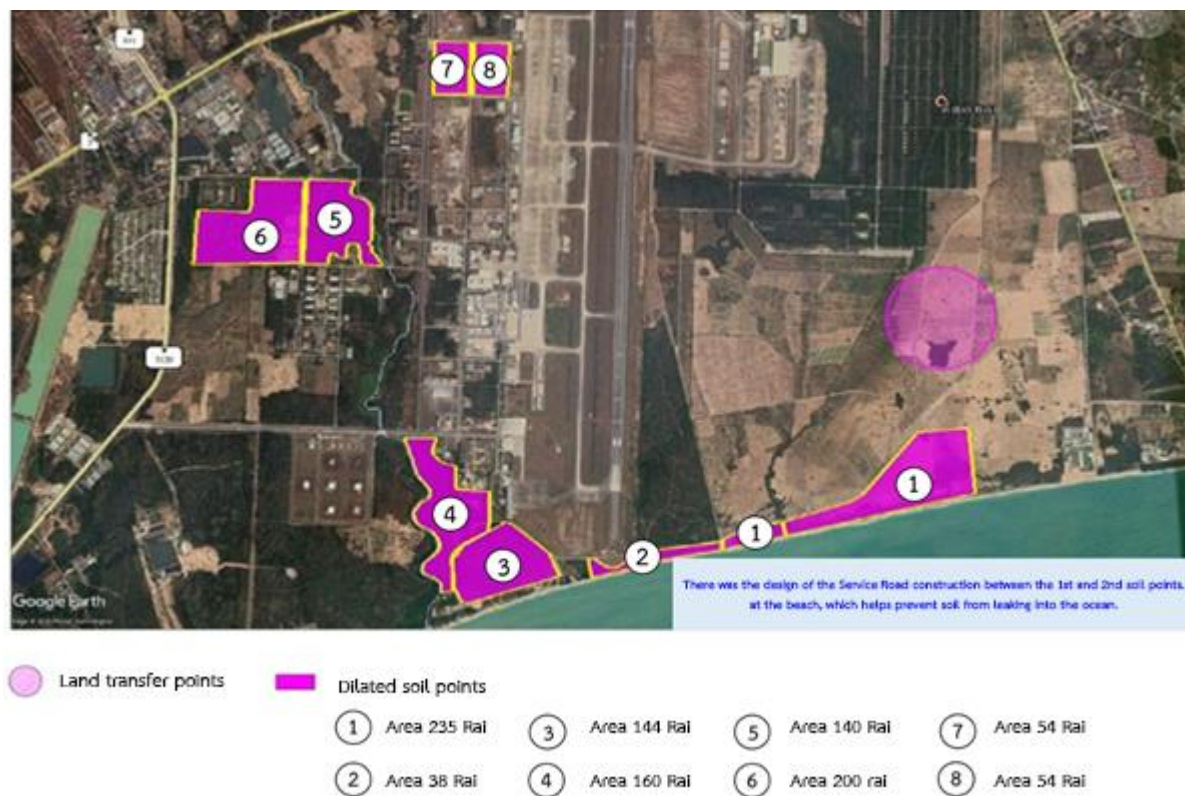 7
8
5
6
4
3
1
1
2
There was the design of the Service Road construction between the 1st and 2nd soil points.
at the beach, which helps prevent soil from leaking into the ocean.
Google Earth
Land transfer points
Dilated soil points
1 Area 235 Rai
3 Area 144 Rai
5 Area 140 Rai
7 Area 54 Rai
2 Area 38 Rai
4 Area 160 Rai
6 Area 200 rai
8 Area 54 Rai